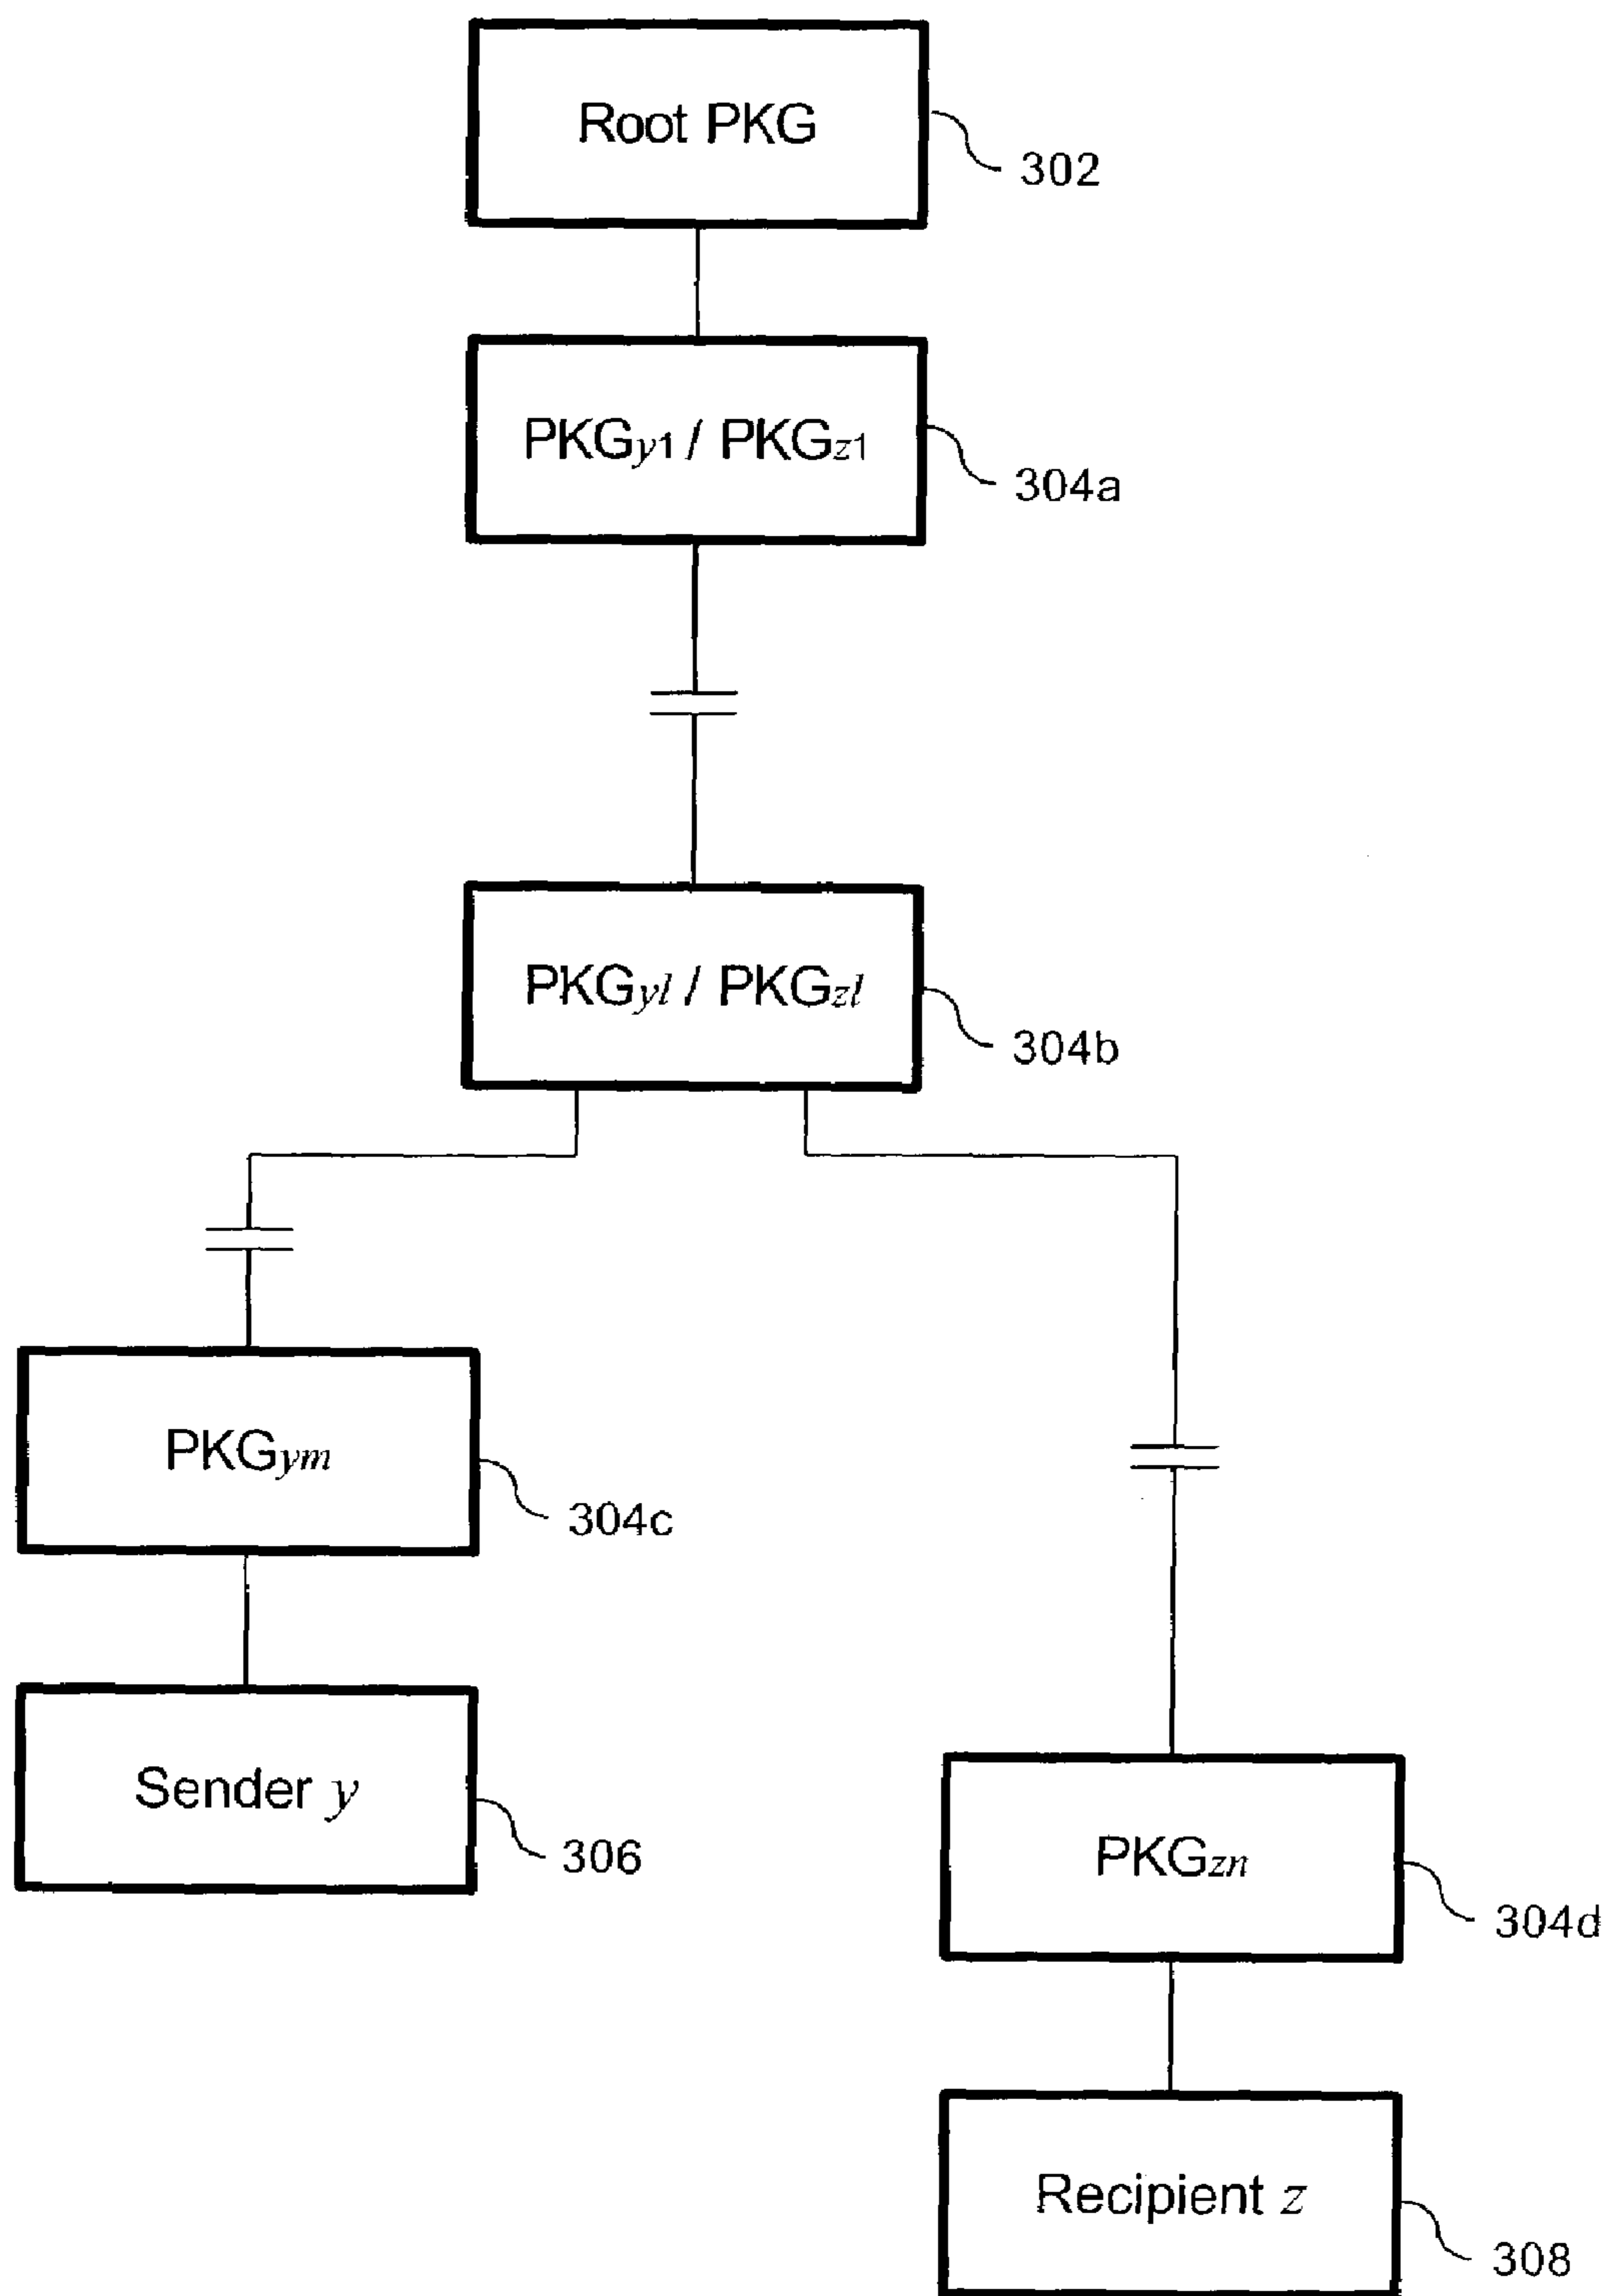 Root PKG
302
PKGy1 / PKGz1
304a
PKGyl / PKGzl
304b
PKGym
304c
Sender y
306
PKGzn
304d
Recipient z
308